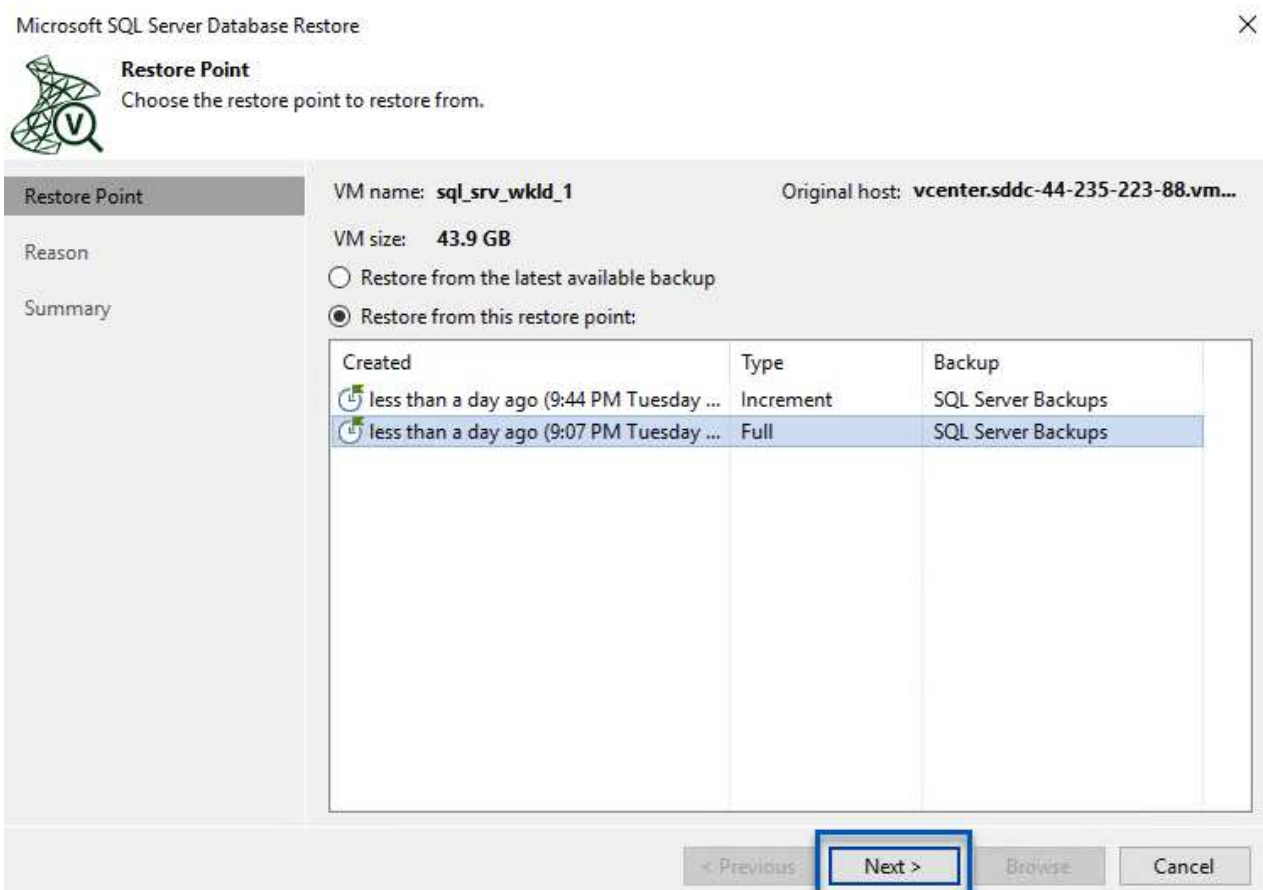 Microsoft SQL Server Database Restore
Restore Point
Choose the restore point to restore from.
Restore Point
Reason
Summary
VM name: sql_srv_wkld_1 Original host: vcenter.sddc-44-235-223-88.vm...
VM size: 43.9 GB
Restore from the latest available backup
Restore from this restore point:
Created Type Backup
less than a day ago (9:44 PM Tuesday ... Increment SQL Server Backups
less than a day ago (9:07 PM Tuesday ... Full SQL Server Backups
< Previous Next > Browse Cancel